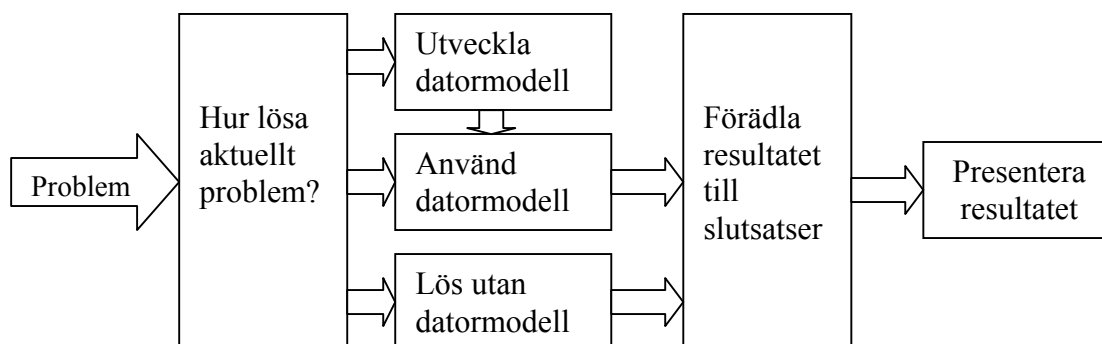 Problem
Hur lösa
aktuellt
problem?
Utveckla
datormodell
Använd
datormodell
Lös utan
datormodell
Förädla
resultatet
till
slutsatser
Presentera
resultatet